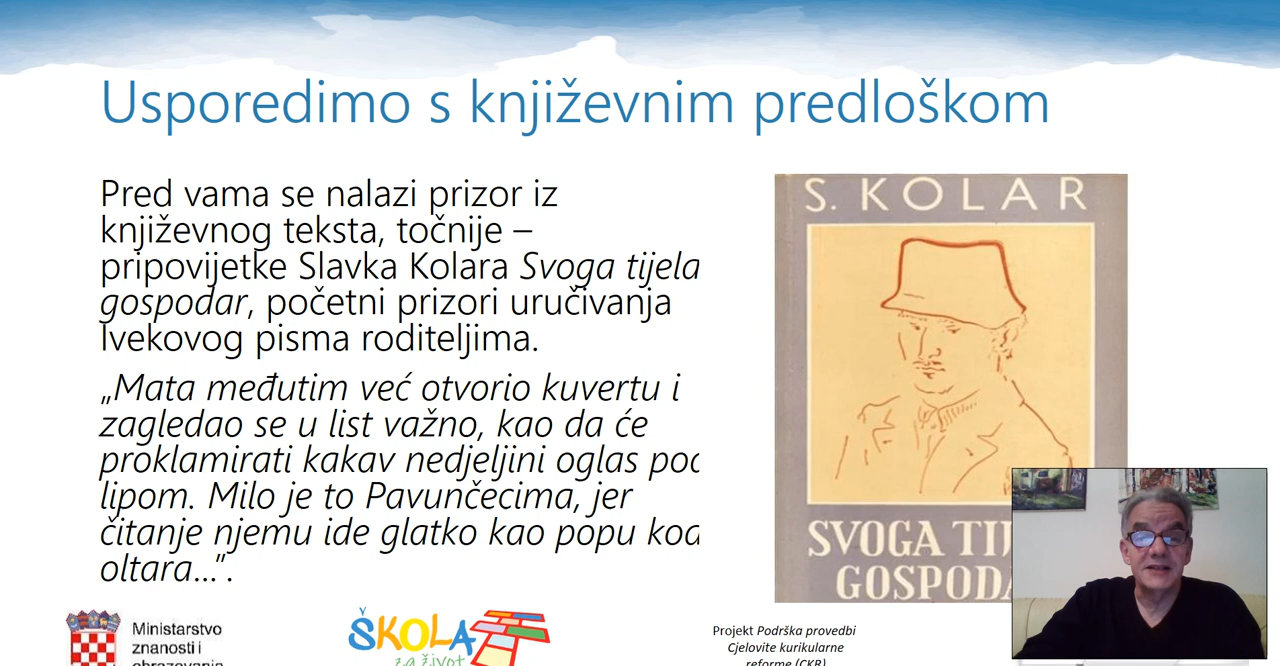 Usporedimo s književnim predloškom
Pred vama se nalazi prizor iz
književnog teksta, točnije –
pripovijetke Slavka Kolara Svoga tijela
gospodar, početni prizori uručivanja
Ivekovog pisma roditeljima.
„Mata međutim već otvorio kuvertu i
zagledao se u list važno, kao da će
proklamirati kakav nedjeljini oglas pod
lipom. Milo je to Pavunčecima, jer
čitanje njemu ide glatko kao popu kod
oltara...”.
S. KOLAR
SVOGA
GOSPODA
Ministarstvo
znanosti i
obrazovanja
ŠKOLA
za život
Projekt Podrška provedbi
Cjelovite kurikularne
reforme (CKR)